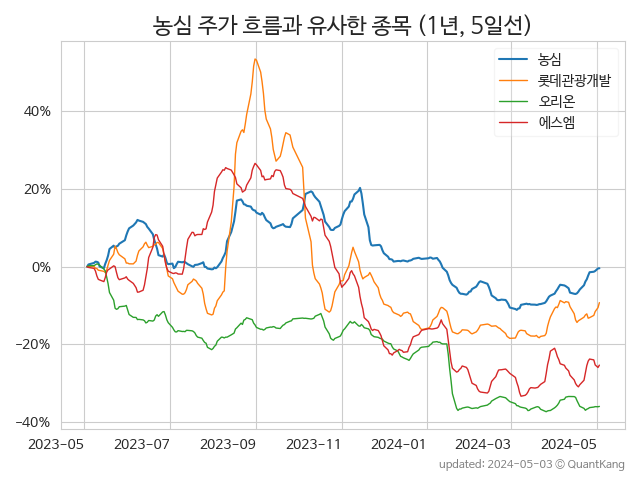 농심 주가 흐름과 유사한 종목 (1년, 5일선)
농심
롯데관광개발
오리온
에스엠
40%
20%
0%
−20%
−40%
2023-05 2023-07 2023-09 2023-11 2024-01 2024-03 2024-05
updated: 2024-05-03 ⓒ QuantKang